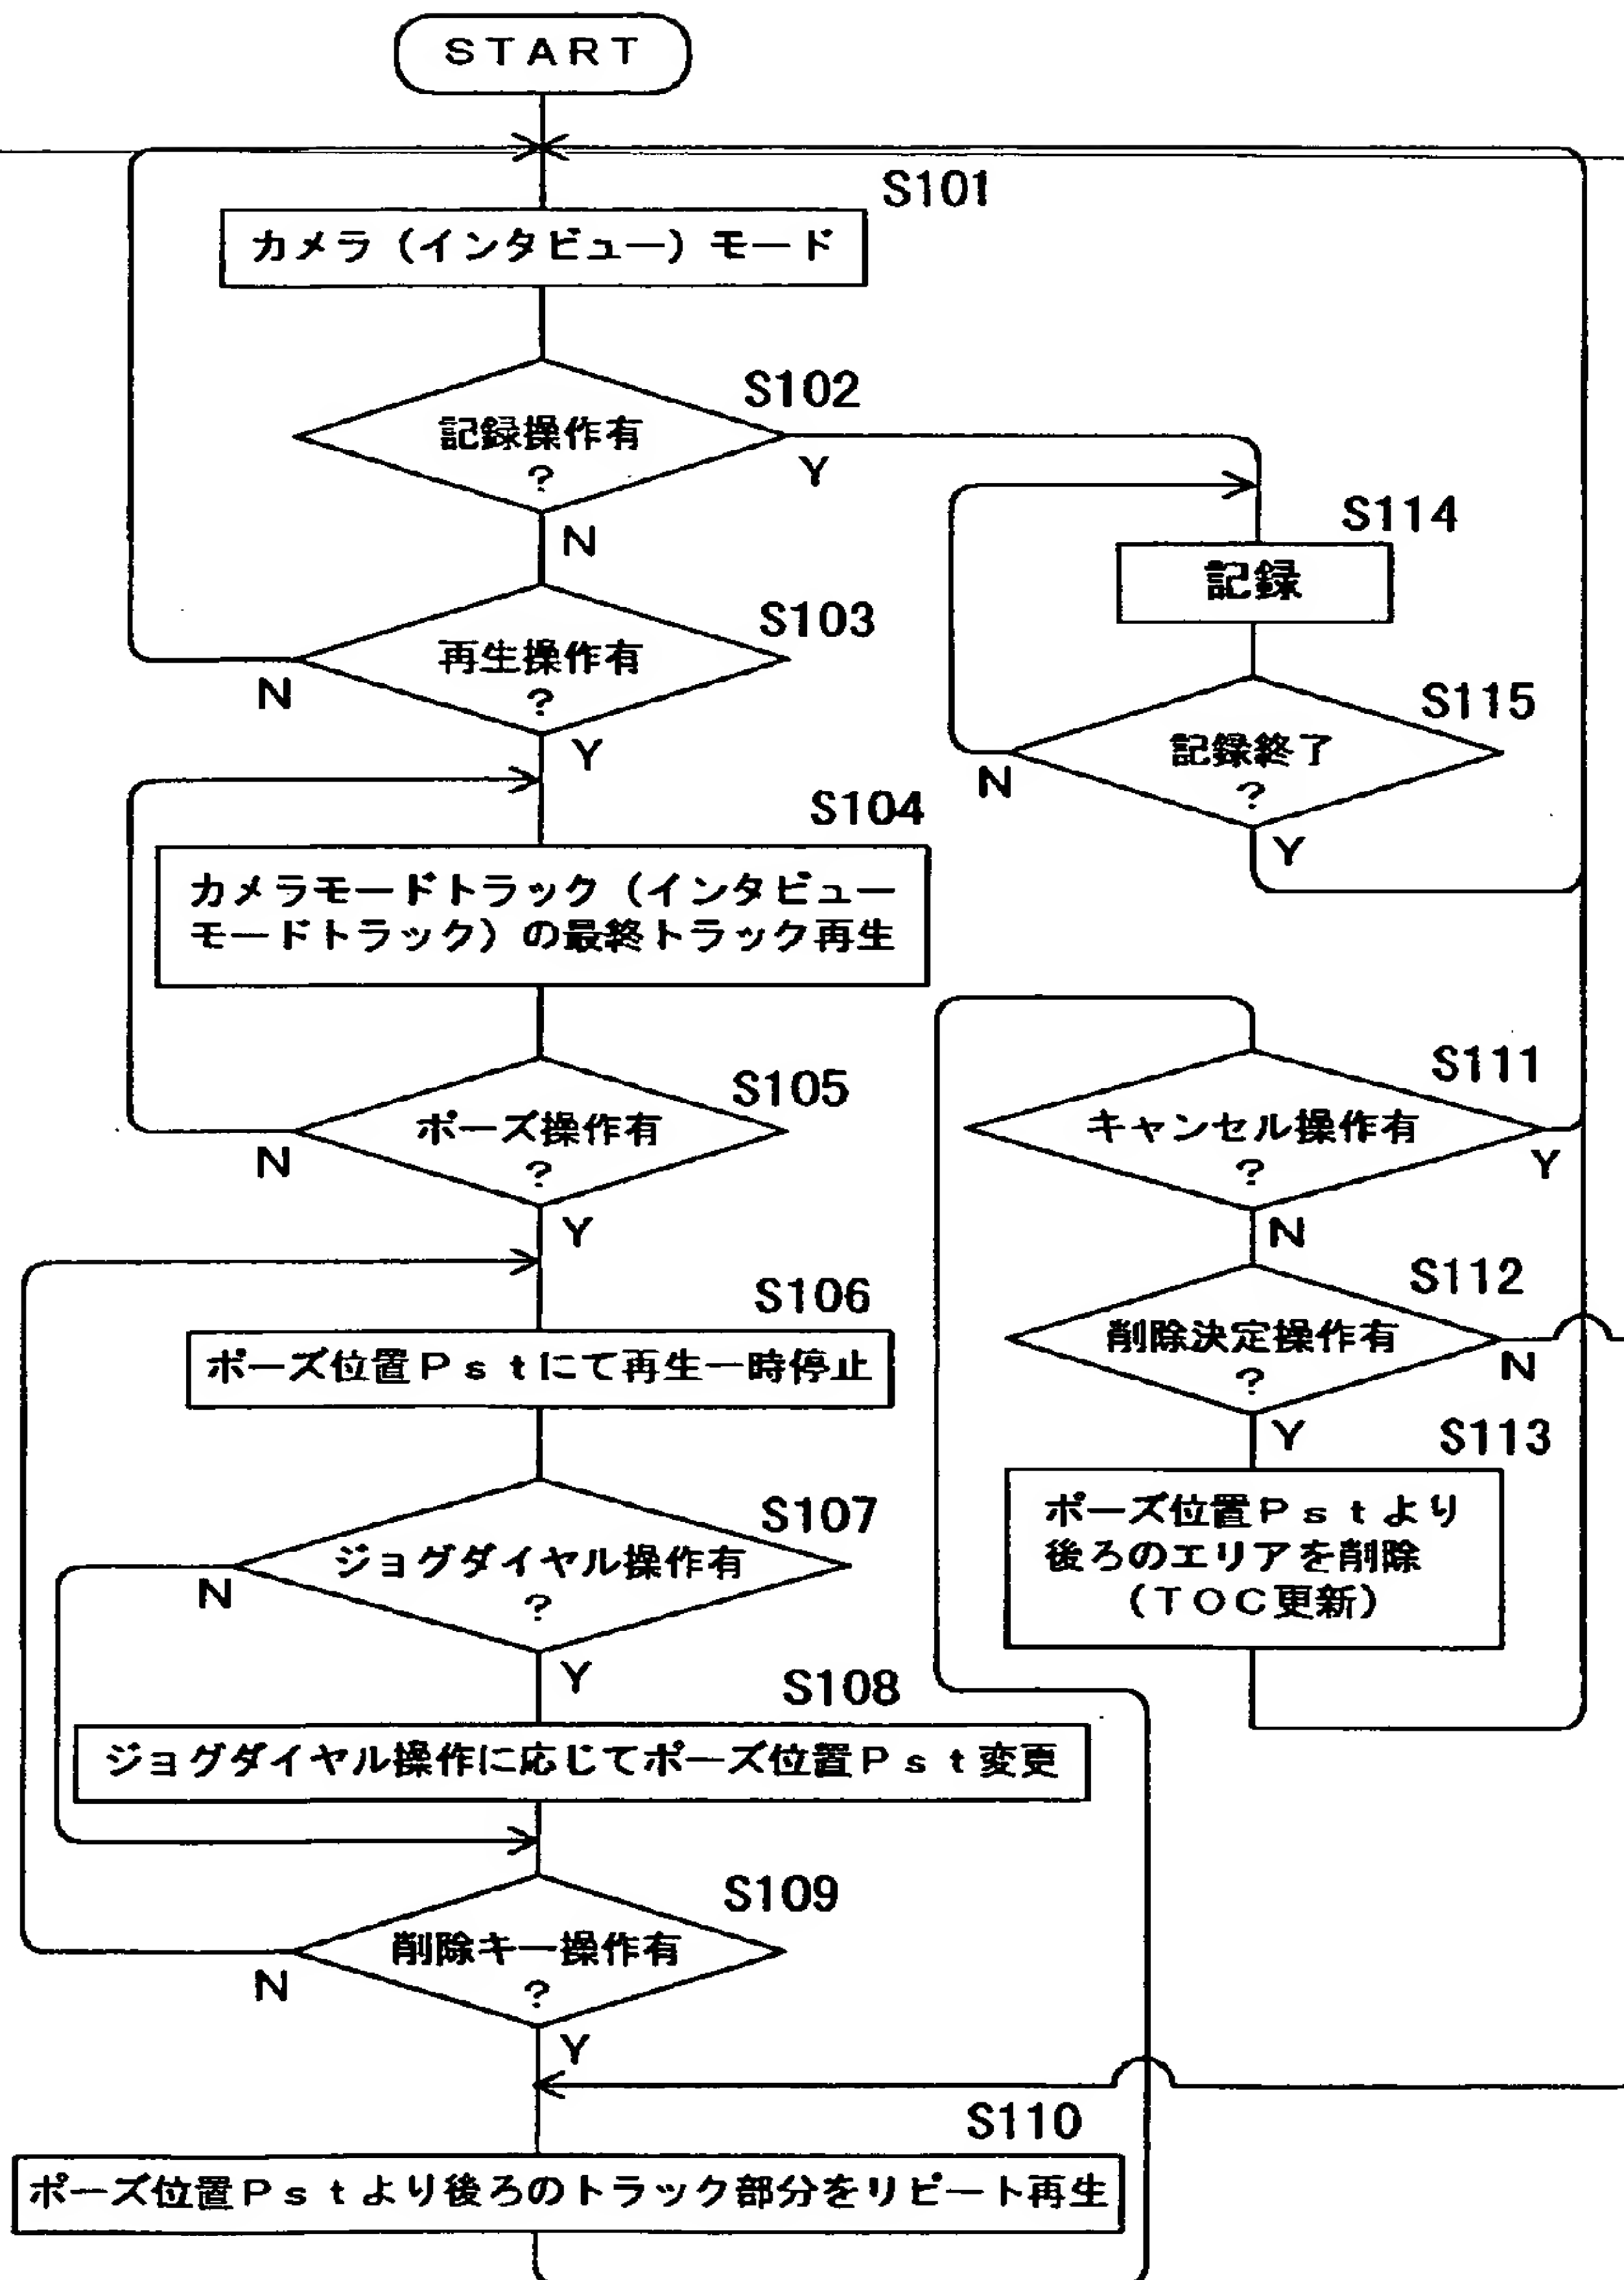 START
S101
カメラ（インタビュー）モード
S102
記録操作有
?
Y
N
S114
記録
S103
再生操作有
?
N
Y
S115
記録終了
?
N
Y
S104
カメラモードトラック（インタビュー
モードトラック）の最終トラック再生
S105
ポーズ操作有
?
N
Y
S111
キャンセル操作有
?
Y
N
S106
ポーズ位置Pstにて再生一時停止
S112
削除決定操作有
?
N
Y
S107
ジョグダイヤル操作有
?
N
Y
S113
ポーズ位置Pstより
後ろのエリアを削除
（TOC更新）
S108
ジョグダイヤル操作に応じてポーズ位置Pst変更
S109
削除キー操作有
?
N
Y
S110
ポーズ位置Pstより後ろのトラック部分をリピート再生